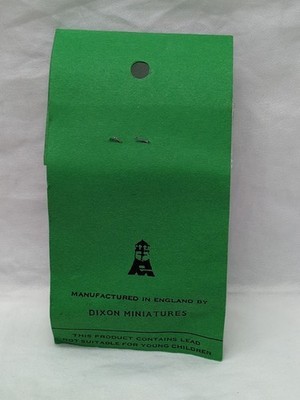 MANUFACTURED IN ENGLAND BY
DIXON MINIATURES
THIS PRODUCT CONTAINS LEAD
NOT SUITABLE FOR YOUNG CHILDREN